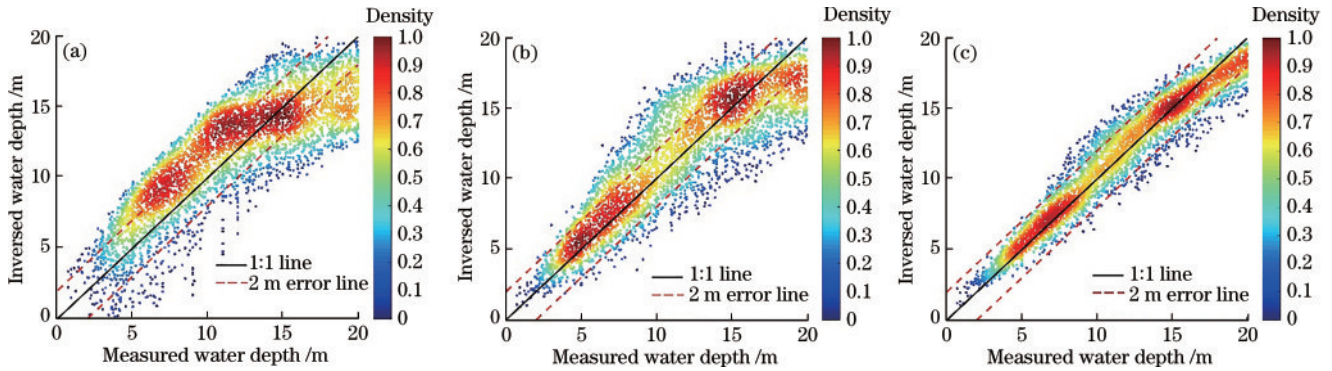 Density
(a)
20
15
10
5
0
Inversed water depth /m
0 5 10 15 20
Measured water depth /m
1:1 line
2 m error line
1.0
0.9
0.8
0.7
0.6
0.5
0.4
0.3
0.2
0.1
0
Density
(b)
20
15
10
5
0
Inversed water depth /m
0 5 10 15 20
Measured water depth /m
1:1 line
2 m error line
1.0
0.9
0.8
0.7
0.6
0.5
0.4
0.3
0.2
0.1
0
Density
(c)
20
15
10
5
0
Inversed water depth /m
0 5 10 15 20
Measured water depth /m
1:1 line
2 m error line
1.0
0.9
0.8
0.7
0.6
0.5
0.4
0.3
0.2
0.1
0